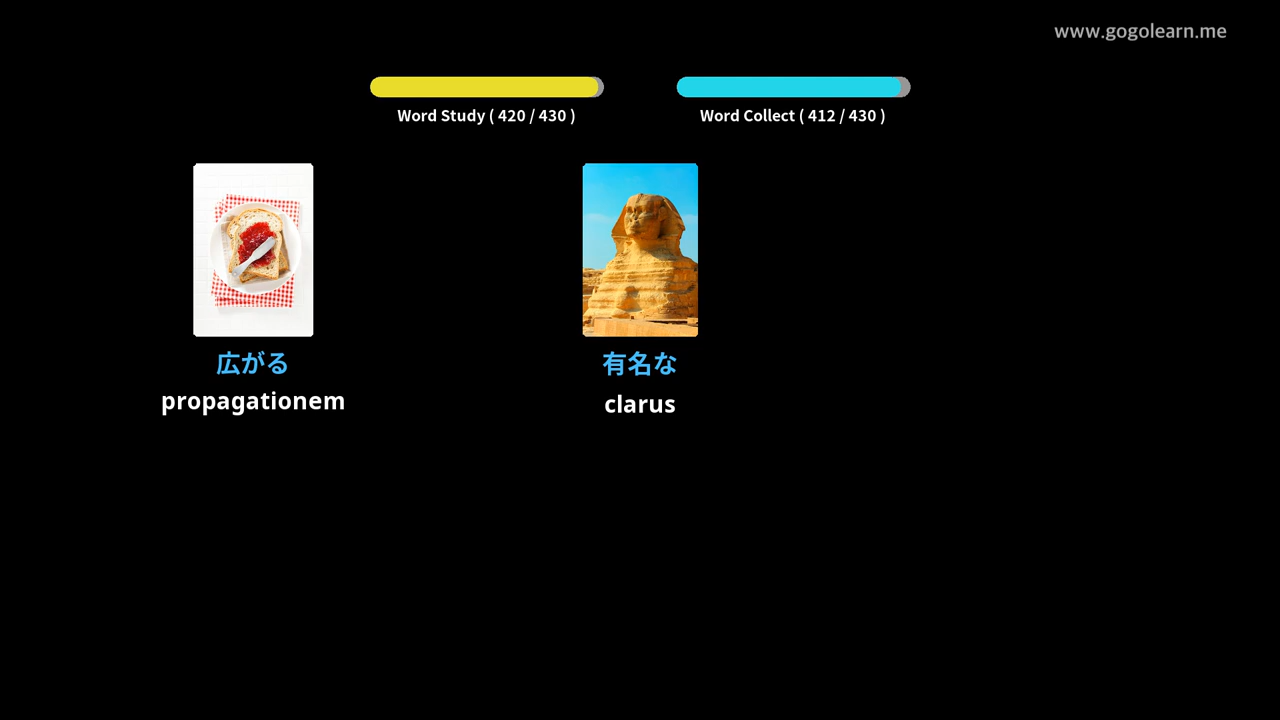 www.gogolearn.me
Word Study ( 420 / 430 )
Word Collect ( 412 / 430 )
広がる
propagationem
有名な
clarus